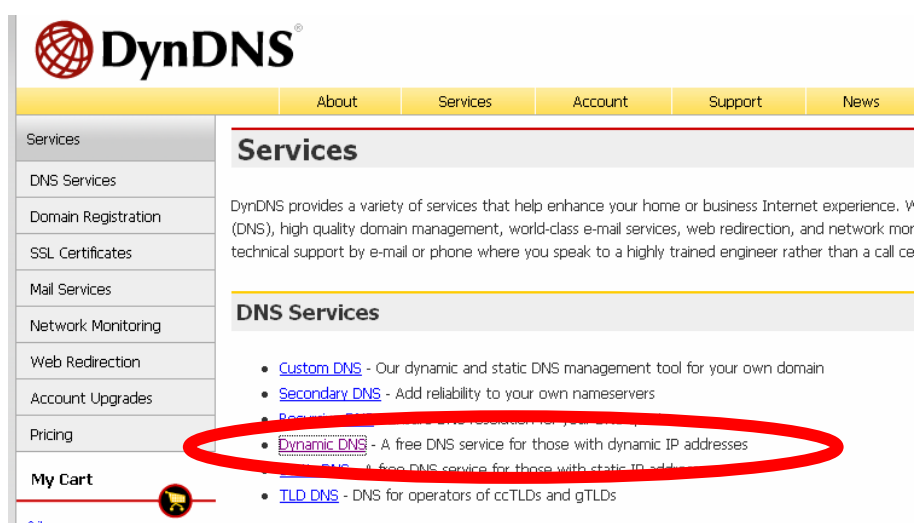 DynDNS®
About Services Account Support News
Services
DNS Services
Domain Registration
SSL Certificates
Mail Services
Network Monitoring
Web Redirection
Account Upgrades
Pricing
My Cart
Services
DynDNS provides a variety of services that help enhance your home or business Internet experience. W
(DNS), high quality domain management, world-class e-mail services, web redirection, and network mor
technical support by e-mail or phone where you speak to a highly trained engineer rather than a call ce
DNS Services
• Custom DNS - Our dynamic and static DNS management tool for your own domain
• Secondary DNS - Add reliability to your own nameservers
• Dynamic DNS - A free DNS service for those with dynamic IP addresses
• DNS - A free DNS service for those with static IP
• TLD DNS - DNS for operators of ccTLDs and gTLDs